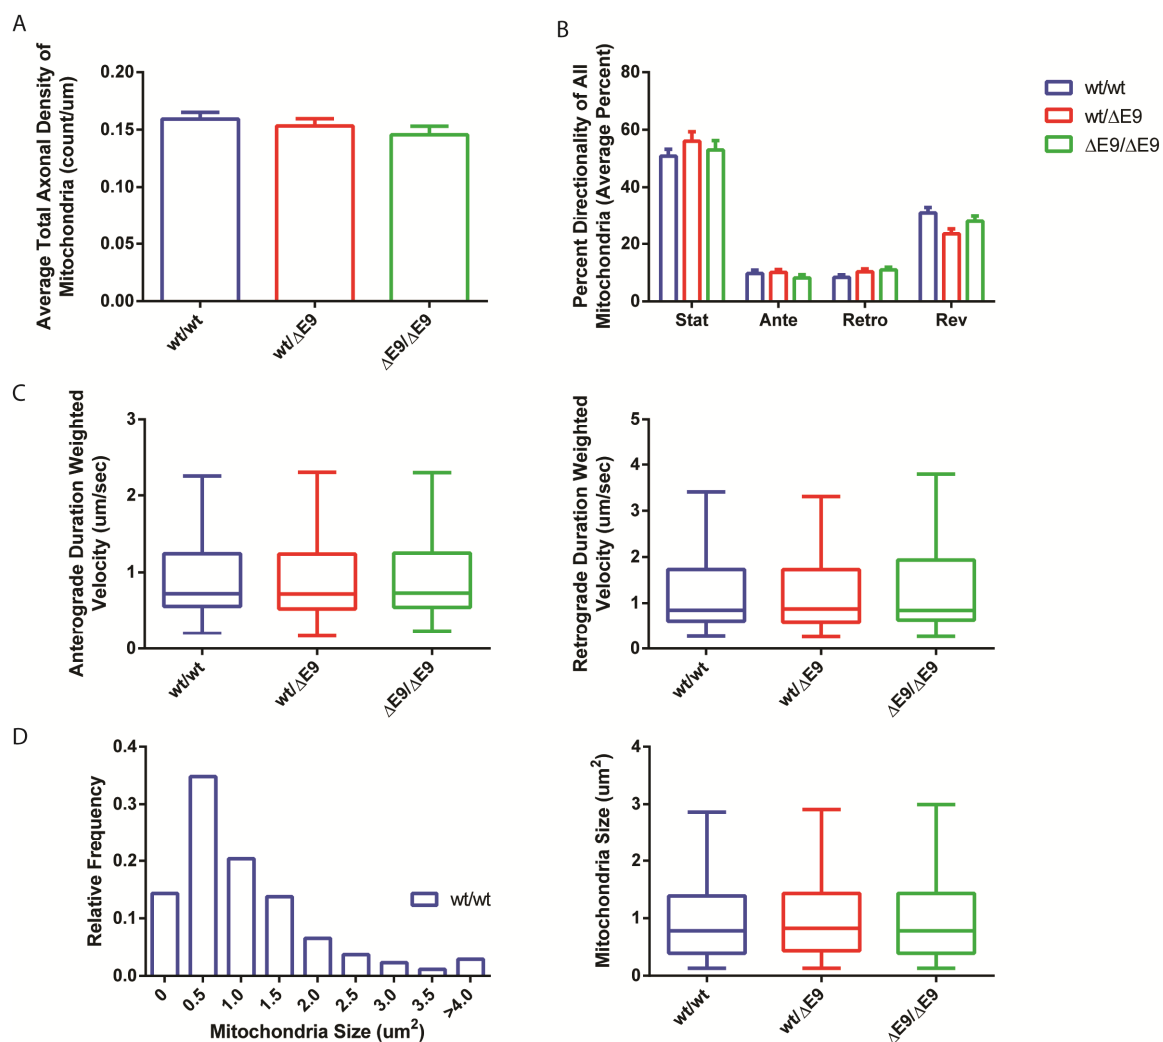 A
Average Total Axonal Density of
Mitochondria (count/um)
0.20
0.15
0.10
0.05
0.00
wt/wt
wt/ΔE9
ΔE9/ΔE9
B
Percent Directionality of All
Mitochondria (Average Percent)
80
60
40
20
0
Stat
Ante
Retro
Rev
wt/wt
wt/ΔE9
ΔE9/ΔE9
C
Anterograde Duration Weighted
Velocity (um/sec)
3
2
1
0
wt/wt
wt/ΔE9
ΔE9/ΔE9
Retrograde Duration Weighted
Velocity (um/sec)
5
4
3
2
1
0
wt/wt
wt/ΔE9
ΔE9/ΔE9
D
Relative Frequency
0.4
0.3
0.2
0.1
0.0
0
0.5
1.0
1.5
2.0
2.5
3.0
3.5
>4.0
Mitochondria Size (um²)
wt/wt
Mitochondria Size (um²)
4
3
2
1
0
wt/wt
wt/ΔE9
ΔE9/ΔE9